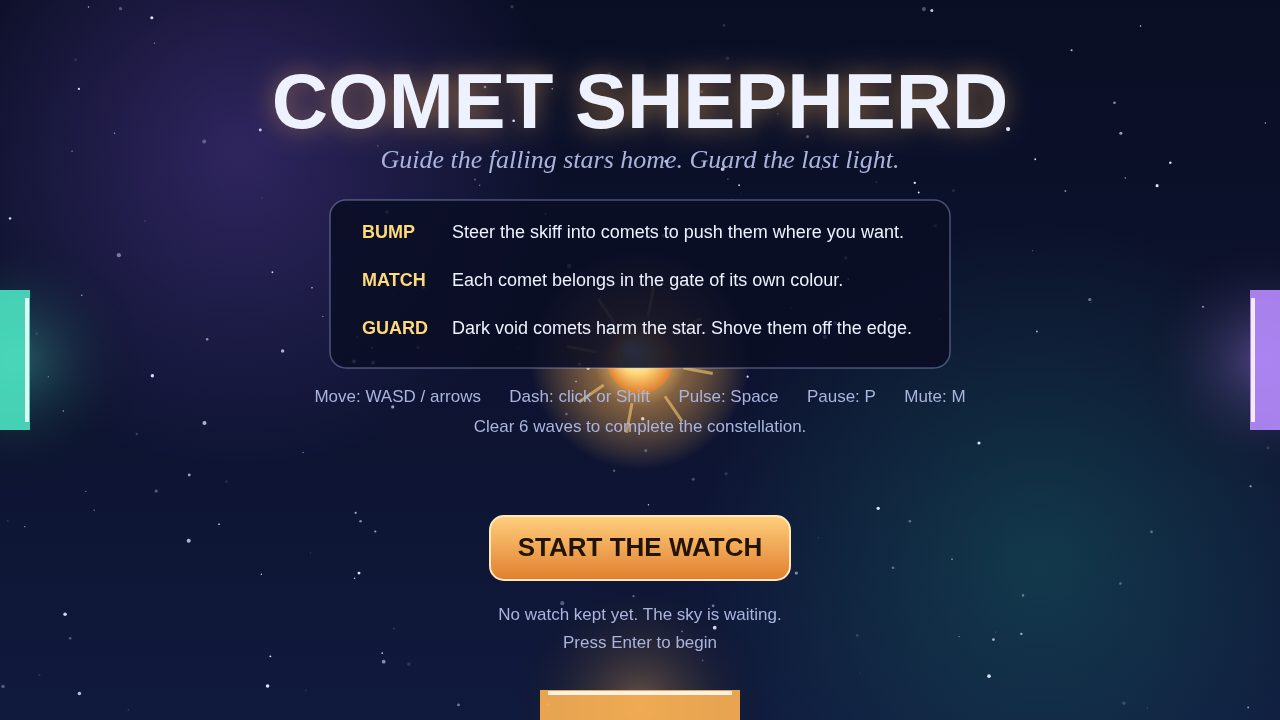 COMET SHEPHERD
Guide the falling stars home. Guard the last light.
BUMP Steer the skiff into comets to push them where you want.
MATCH Each comet belongs in the gate of its own colour.
GUARD Dark void comets harm the star. Shove them off the edge.
Move: WASD / arrows Dash: click or Shift Pulse: Space Pause: P Mute: M
Clear 6 waves to complete the constellation.
START THE WATCH
No watch kept yet. The sky is waiting.
Press Enter to begin